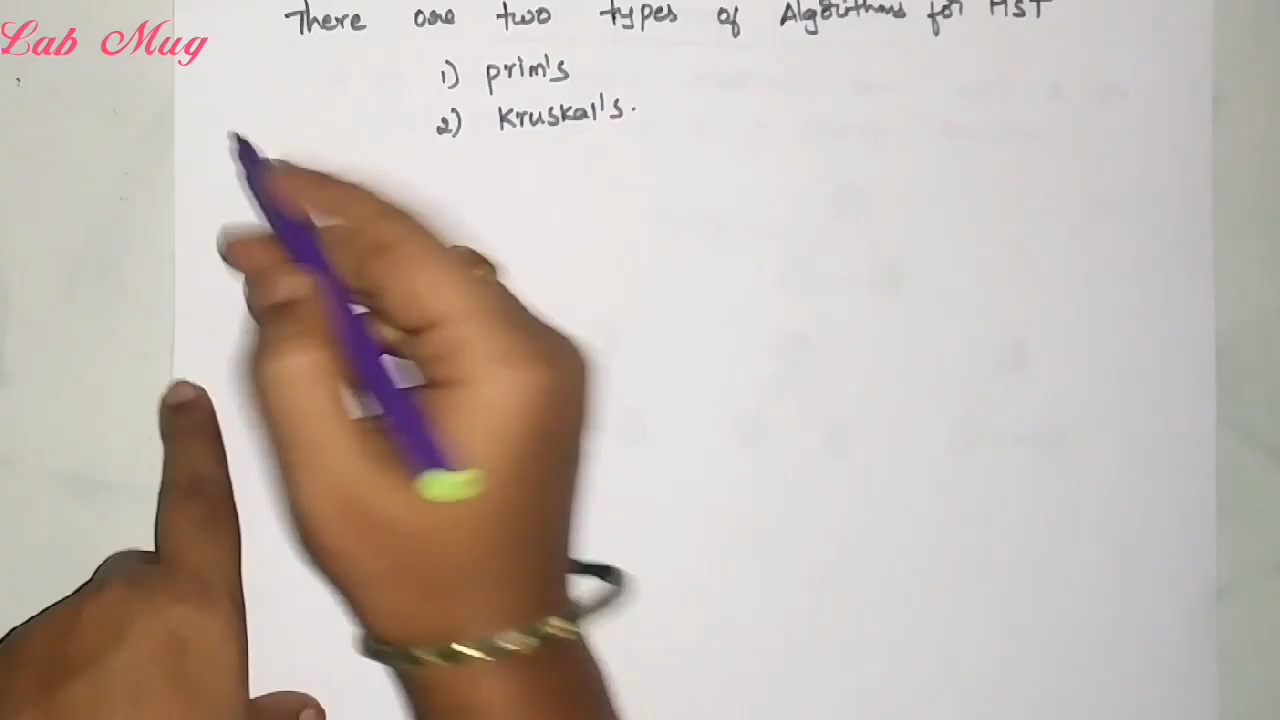 Lab Mug
There are two types of Algorithms for MST
1) prim's
2) Kruskal's.